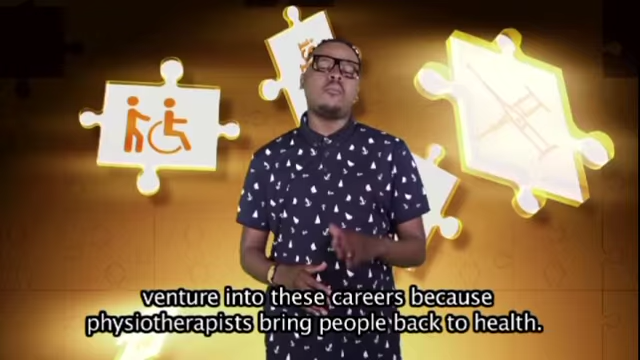 venture into these careers because
physiotherapists bring people back to health.